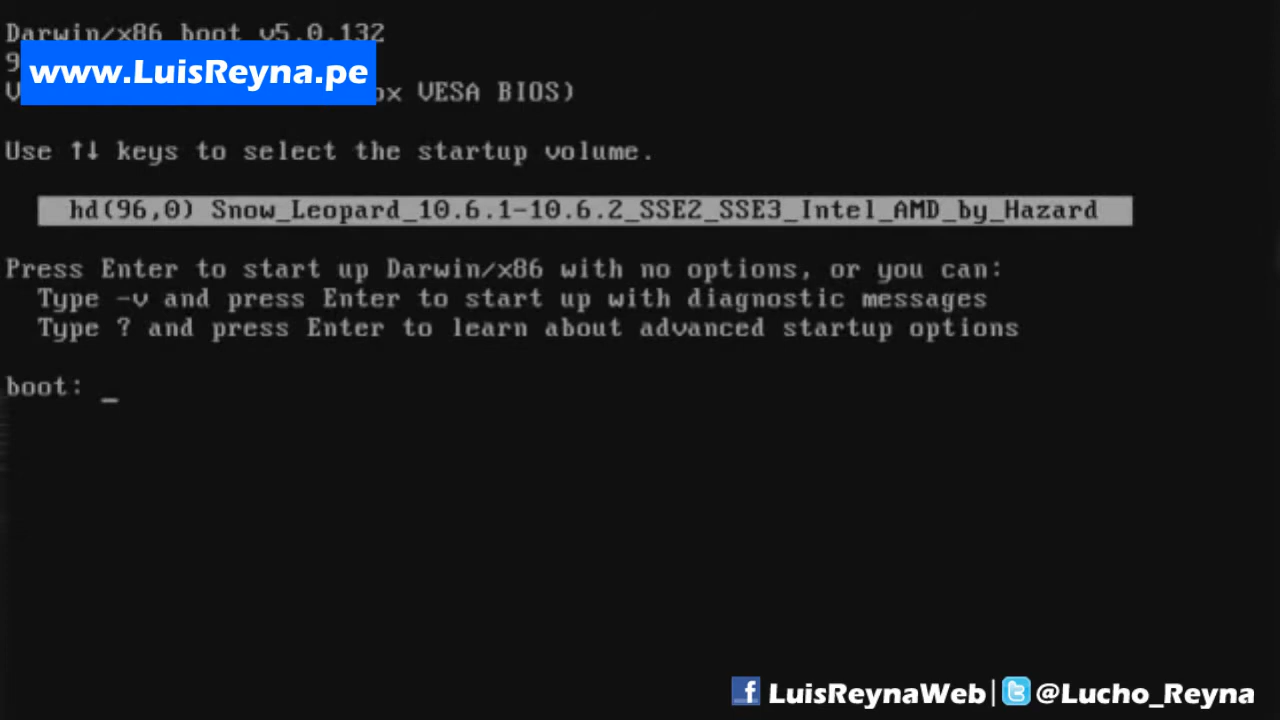 Darwin/x86 boot v5.0.132
9
www.LuisReyna.pe
VESA BIOS)
Use ↑↓ keys to select the startup volume.
hd(96,0) Snow_Leopard_10.6.1-10.6.2_SSE2_SSE3_Intel_AMD_by_Hazard
Press Enter to start up Darwin/x86 with no options, or you can:
Type -v and press Enter to start up with diagnostic messages
Type ? and press Enter to learn about advanced startup options
boot: _
LuisReynaWeb | @Lucho_Reyna